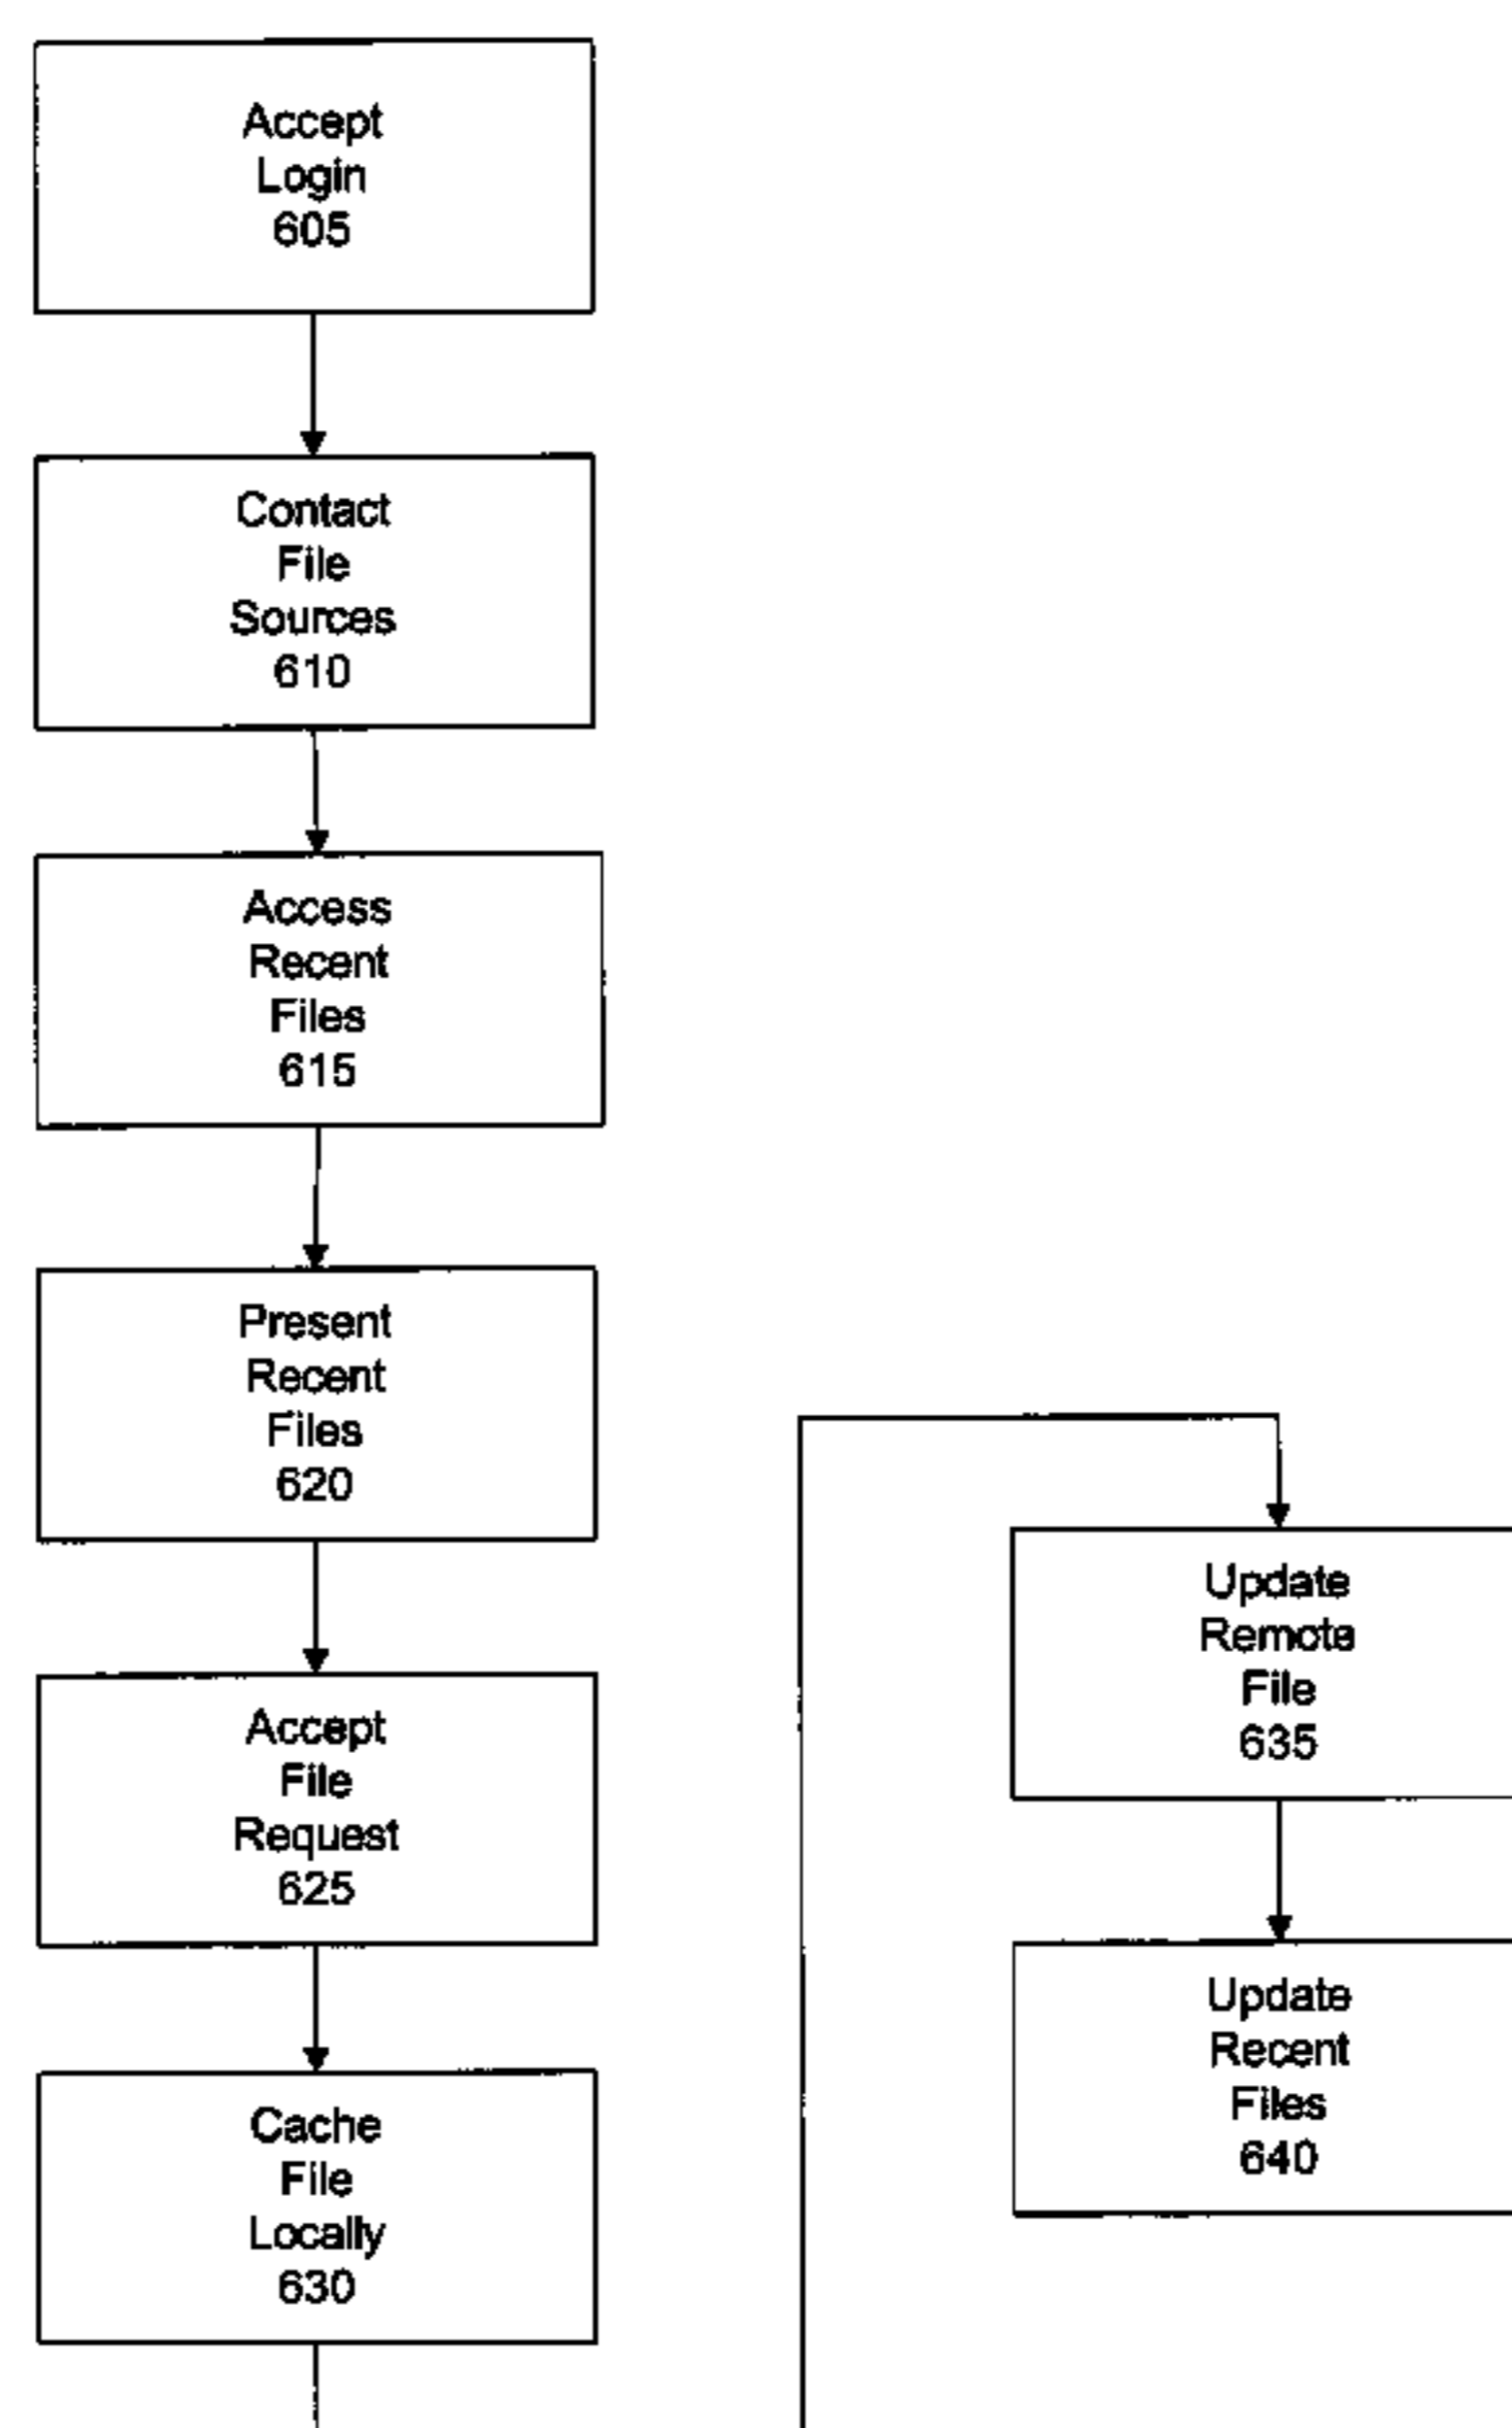 Accept
Login
605
Contact
File
Sources
610
Access
Recent
Files
615
Present
Recent
Files
620
Accept
File
Request
625
Cache
File
Locally
630
Update
Remote
File
635
Update
Recent
Files
640